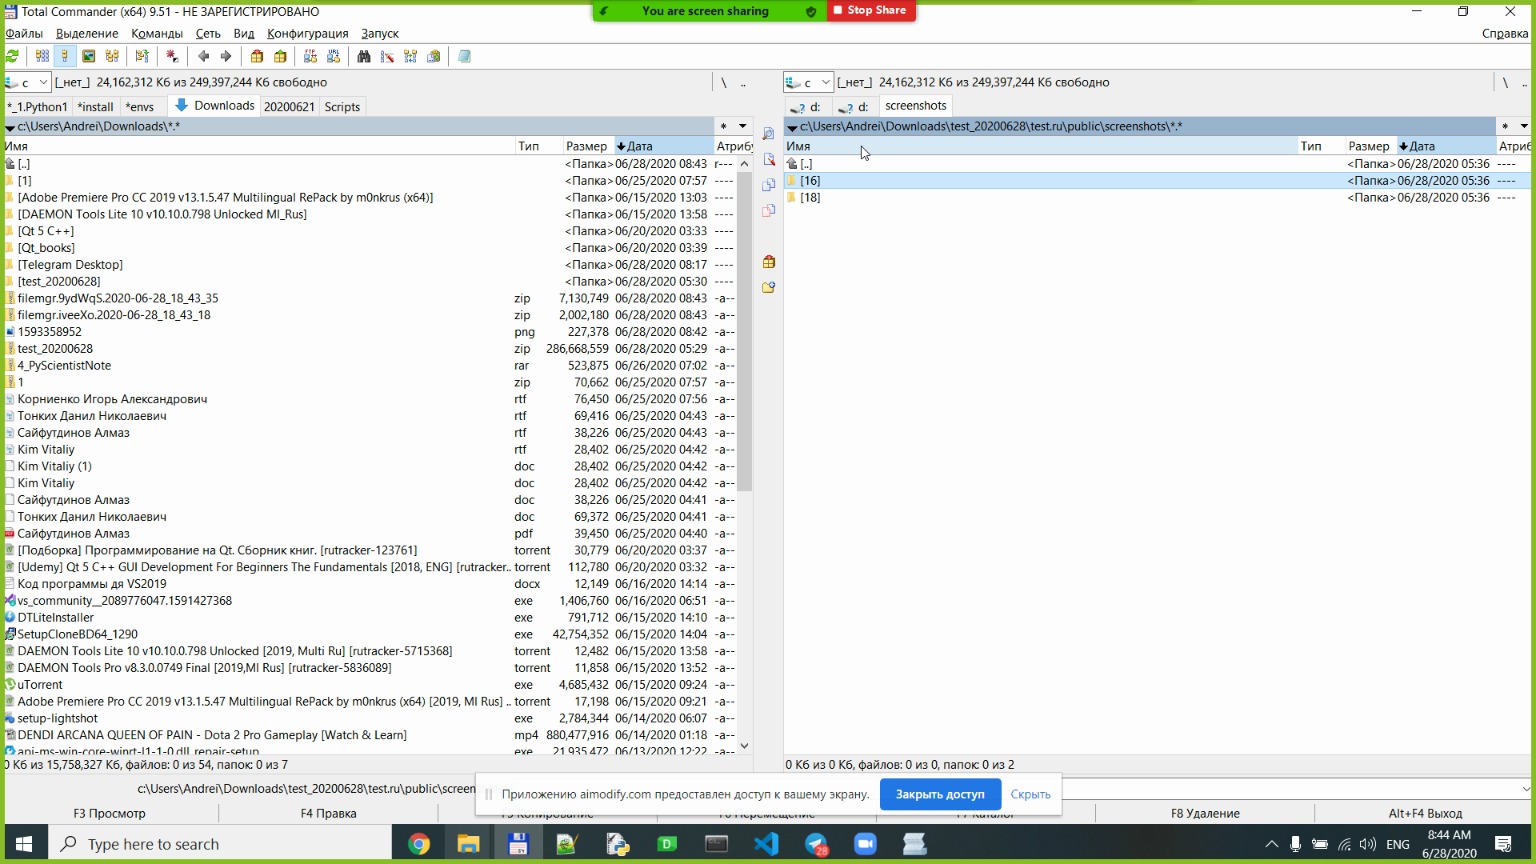 Total Commander (x64) 9.51 - НЕ ЗАРЕГИСТРИРОВАНО
You are screen sharing
Stop Share
Файлы Выделение Команды Сеть Вид Конфигурация Запуск
Справка
c [_нет_] 24,162,312 Кб из 249,397,244 Кб свободно \ ..
c [_нет_] 24,162,312 Кб из 249,397,244 Кб свободно \ ..
*_1.Python1 *install *envs Downloads 20200621 Scripts
d: d: screenshots
c:\Users\Andrei\Downloads\*.* *
c:\Users\Andrei\Downloads\test_20200628\test.ru\public\screenshots\*.* *
Имя Тип Размер Дата Атрибу
Имя Тип Размер Дата Атриб
[..] <Папка> 06/28/2020 08:43 r---
[..] <Папка> 06/28/2020 05:36 ----
[1] <Папка> 06/25/2020 07:57 ----
[16] <Папка> 06/28/2020 05:36 ----
[Adobe Premiere Pro CC 2019 v13.1.5.47 Multilingual RePack by m0nkrus (x64)] <Папка> 06/15/2020 13:03 ----
[18] <Папка> 06/28/2020 05:36 ----
[DAEMON Tools Lite 10 v10.10.0.798 Unlocked MI_Rus] <Папка> 06/15/2020 13:58 ----
[Qt 5 C++] <Папка> 06/20/2020 03:33 ----
[Qt_books] <Папка> 06/20/2020 03:39 ----
[Telegram Desktop] <Папка> 06/28/2020 08:17 ----
[test_20200628] <Папка> 06/28/2020 05:30 ----
filemgr.9ydWqS.2020-06-28_18_43_35 zip 7,130,749 06/28/2020 08:43 -a--
filemgr.iveeXo.2020-06-28_18_43_18 zip 2,002,180 06/28/2020 08:43 -a--
1593358952 png 227,378 06/28/2020 08:42 -a--
test_20200628 zip 286,668,559 06/28/2020 05:29 -a--
4_PyScientistNote rar 523,875 06/26/2020 07:02 -a--
1 zip 70,662 06/25/2020 07:57 -a--
Корниенко Игорь Александрович rtf 76,450 06/25/2020 07:56 -a--
Тонких Данил Николаевич rtf 69,416 06/25/2020 04:43 -a--
Сайфутдинов Алмаз rtf 38,226 06/25/2020 04:43 -a--
Kim Vitaliy rtf 28,402 06/25/2020 04:42 -a--
Kim Vitaliy (1) doc 28,402 06/25/2020 04:42 -a--
Kim Vitaliy doc 28,402 06/25/2020 04:42 -a--
Сайфутдинов Алмаз doc 38,226 06/25/2020 04:41 -a--
Тонких Данил Николаевич doc 69,372 06/25/2020 04:41 -a--
Сайфутдинов Алмаз pdf 39,450 06/25/2020 04:40 -a--
[Подборка] Программирование на Qt. Сборник книг. [rutracker-123761] torrent 30,779 06/20/2020 03:37 -a--
[Udemy] Qt 5 C++ GUI Development For Beginners The Fundamentals [2018, ENG] [rutracker.. torrent 112,780 06/20/2020 03:32 -a--
Код программы дя VS2019 docx 12,149 06/16/2020 14:14 -a--
vs_community__2089776047.1591427368 exe 1,406,760 06/16/2020 06:51 -a--
DTLiteInstaller exe 791,712 06/15/2020 14:10 -a--
SetupCloneBD64_1290 exe 42,754,352 06/15/2020 14:04 -a--
DAEMON Tools Lite 10 v10.10.0.798 Unlocked [2019, Multi Ru] [rutracker-5715368] torrent 12,482 06/15/2020 13:58 -a--
DAEMON Tools Pro v8.3.0.0749 Final [2019,MI Rus] [rutracker-5836089] torrent 11,858 06/15/2020 13:52 -a--
uTorrent exe 4,685,432 06/15/2020 09:24 -a--
Adobe Premiere Pro CC 2019 v13.1.5.47 Multilingual RePack by m0nkrus (x64) [2019, MI Rus] .. torrent 17,198 06/15/2020 09:21 -a--
setup-lightshot exe 2,784,344 06/14/2020 06:07 -a--
DENDI ARCANA QUEEN OF PAIN - Dota 2 Pro Gameplay [Watch & Learn] mp4 880,477,916 06/14/2020 01:18 -a--
api-ms-win-core-winrt-l1-1-0.dll_repair-setup exe 21,935,472 06/13/2020 12:22 -a--
0 Кб из 15,758,327 Кб, файлов: 0 из 54, папок: 0 из 7
0 Кб из 0 Кб, файлов: 0 из 0, папок: 0 из 2
c:\Users\Andrei\Downloads\test_20200628\test.ru\public\screen
Приложению aimodify.com предоставлен доступ к вашему экрану. Закрыть доступ Скрыть
F3 Просмотр F4 Правка F8 Удаление Alt+F4 Выход
Type here to search
D
28
ENG
8:44 AM
6/28/2020